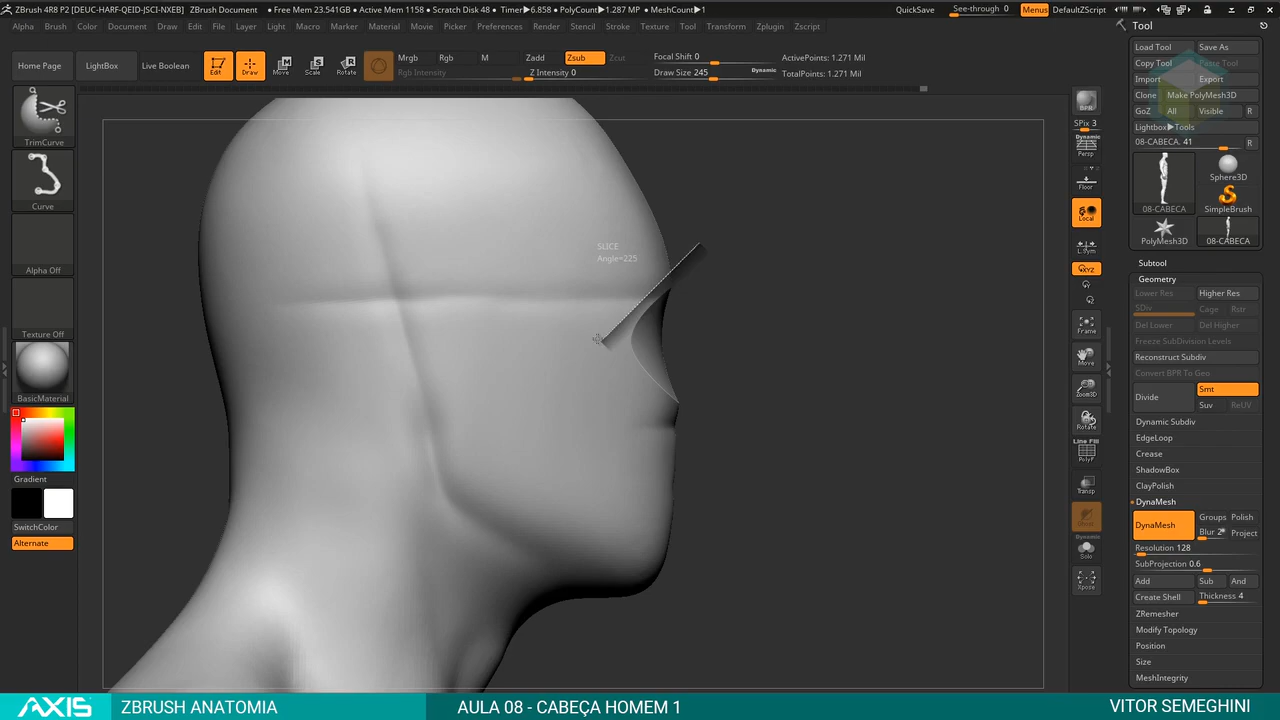 ZBrush 4R8 P2 [DEUC-HARF-QEID-JSCI-NXEB] ZBrush Document • Free Mem 23.541GB • Active Mem 1158 • Scratch Disk 48 • Timer▶6.858 • PolyCount▶1.287 MP • MeshCount▶1 QuickSave See-through 0 Menus DefaultZScript
Alpha Brush Color Document Draw Edit File Layer Light Macro Marker Material Movie Picker Preferences Render Stencil Stroke Texture Tool Transform Zplugin Zscript
Home Page LightBox Live Boolean Edit Draw Move Scale Rotate
Mrgb Rgb M Zadd Zsub Zcut Focal Shift 0 ActivePoints: 1.271 Mil
Rgb Intensity Z Intensity 0 Draw Size 245 Dynamic TotalPoints: 1.271 Mil
TrimCurve
Curve
Alpha Off
Texture Off
BasicMaterial
Gradient
SwitchColor
Alternate
SLICE
Angle=225
BPR
SPix 3
Dynamic
Persp
Floor
Local
L.Sym
XYZ
Frame
Move
Zoom3D
Rotate
Line Fill
PolyF
Transp
Dynamic
Solo
Xpose
Tool
Load Tool Save As
Copy Tool Paste Tool
Import Export
Clone Make PolyMesh3D
GoZ All Visible R
Lightbox▶Tools
08-CABECA. 41 R
08-CABECA Sphere3D
SimpleBrush
PolyMesh3D 08-CABECA
Subtool
Geometry
Lower Res Higher Res
SDiv Cage Rstr
Del Lower Del Higher
Freeze SubDivision Levels
Reconstruct Subdiv
Convert BPR To Geo
Divide Smt
Suv ReUV
Dynamic Subdiv
EdgeLoop
Crease
ShadowBox
ClayPolish
DynaMesh
DynaMesh Groups Polish
Blur 2 Project
Resolution 128
SubProjection 0.6
Add Sub And
Create Shell Thickness 4
ZRemesher
Modify Topology
Position
Size
MeshIntegrity
AXIS ZBRUSH ANATOMIA AULA 08 - CABEÇA HOMEM 1 VITOR SEMEGHINI